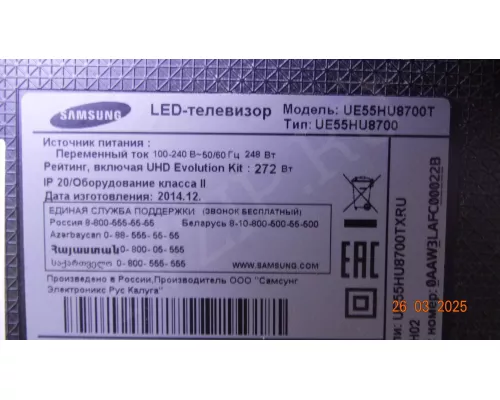 SAMSUNG
LED-телевизор
Модель: UE55HU8700T
Тип: UE55HU8700
Источник питания :
Переменный ток 100-240 В~50/60 Гц 248 Вт
Рейтинг, включая UHD Evolution Kit : 272 Вт
IP 20/Оборудование класса II
Дата изготовления: 2014.12.
ЕДИНАЯ СЛУЖБА ПОДДЕРЖКИ (ЗВОНОК БЕСПЛАТНЫЙ)
Россия 8-800-555-55-55 Беларусь 8-10-800-500-55-500
Azərbaycan 0-88-555-55-55
Հայաստան 0-800-05-555
საქართველო 0-800-555-555
WWW.SAMSUNG.COM
Произведено в России,Производитель ООО "Самсунг
Электроникс Рус Калуга"
EAC
UE55HU8700TXRU
номер: 0AAW3LAFC00022B
H02
26 03 2025